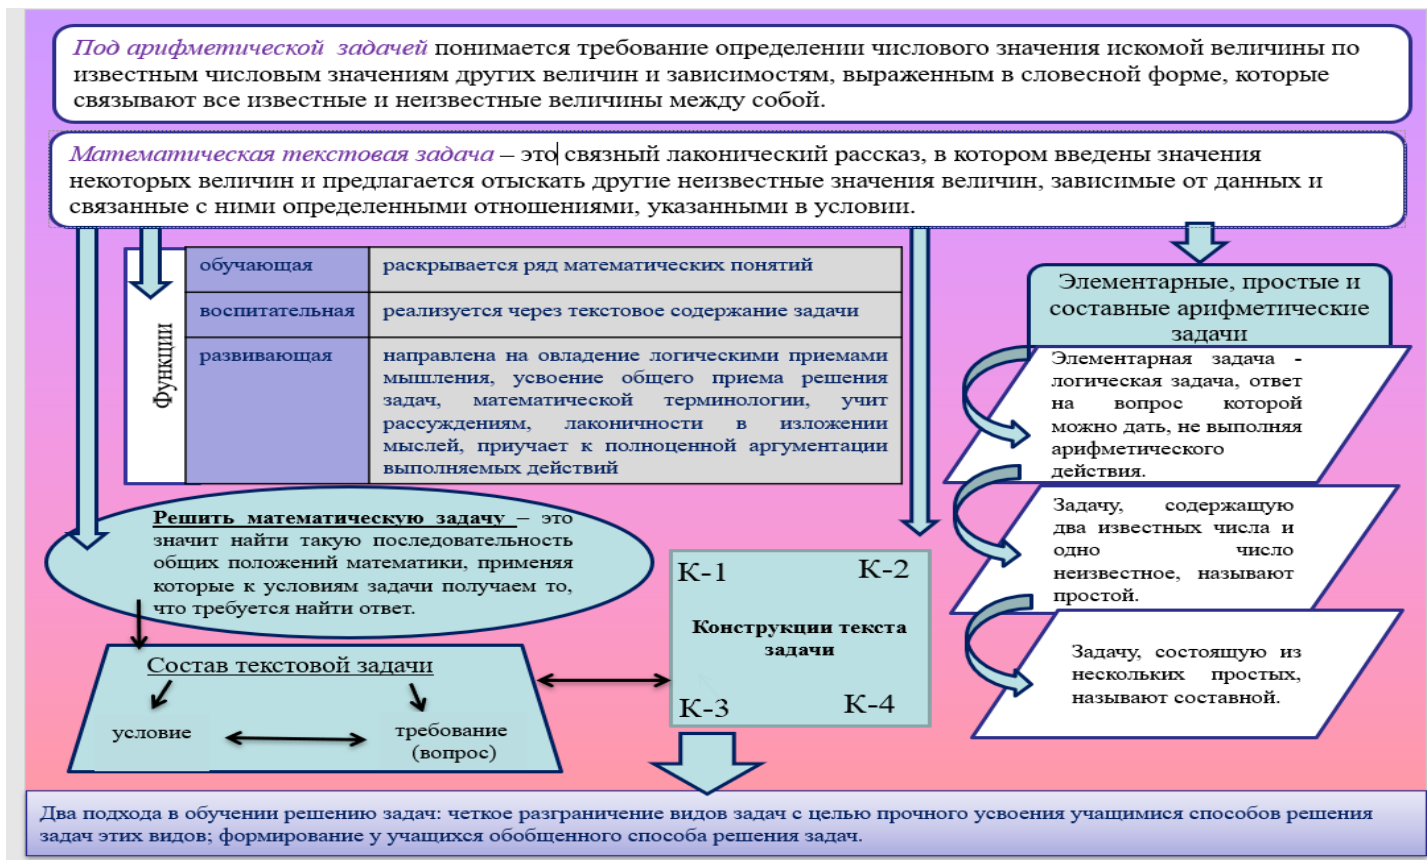 Под арифметической задачей понимается требование определении числового значения искомой величины по
известным числовым значениям других величин и зависимостям, выраженным в словесной форме, которые
связывают все известные и неизвестные величины между собой.
Математическая текстовая задача – это связный лаконический рассказ, в котором введены значения
некоторых величин и предлагается отыскать другие неизвестные значения величин, зависимые от данных и
связанные с ними определенными отношениями, указанными в условии.
Функции
обучающая
раскрывается ряд математических понятий
воспитательная
реализуется через текстовое содержание задачи
развивающая
направлена на овладение логическими приемами
мышления, усвоение общего приема решения
задач, математической терминологии, учит
рассуждениям, лаконичности в изложении
мыслей, приучает к полноценной аргументации
выполняемых действий
Элементарные, простые и
составные арифметические
задачи
Элементарная задача -
логическая задача, ответ
на вопрос которой
можно дать, не выполняя
арифметического
действия.
Задачу, содержащую
два известных числа и
одно число
неизвестное, называют
простой.
Задачу, состоящую из
нескольких простых,
называют составной.
Решить математическую задачу – это
значит найти такую последовательность
общих положений математики, применяя
которые к условиям задачи получаем то,
что требуется найти ответ.
К-1 К-2
Конструкции текста
задачи
К-3 К-4
Состав текстовой задачи
условие
требование
(вопрос)
Два подхода в обучении решению задач: четкое разграничение видов задач с целью прочного усвоения учащимися способов решения
задач этих видов; формирование у учащихся обобщенного способа решения задач.